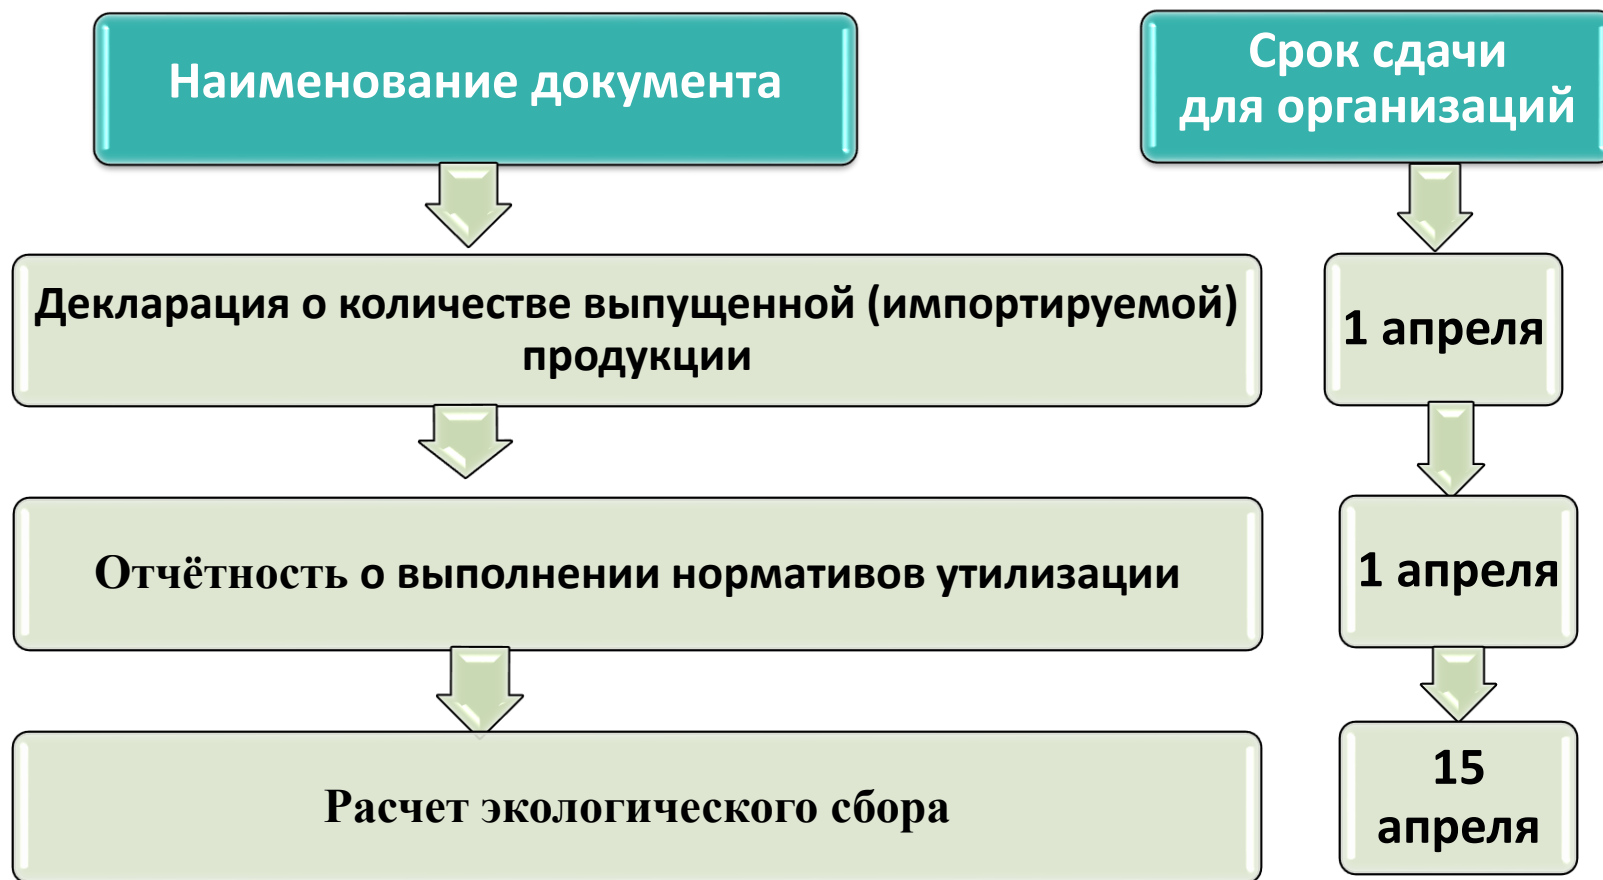 Наименование документа
Срок сдачи
для организаций
Декларация о количестве выпущенной (импортируемой)
продукции
1 апреля
Отчётность о выполнении нормативов утилизации
1 апреля
Расчет экологического сбора
15
апреля